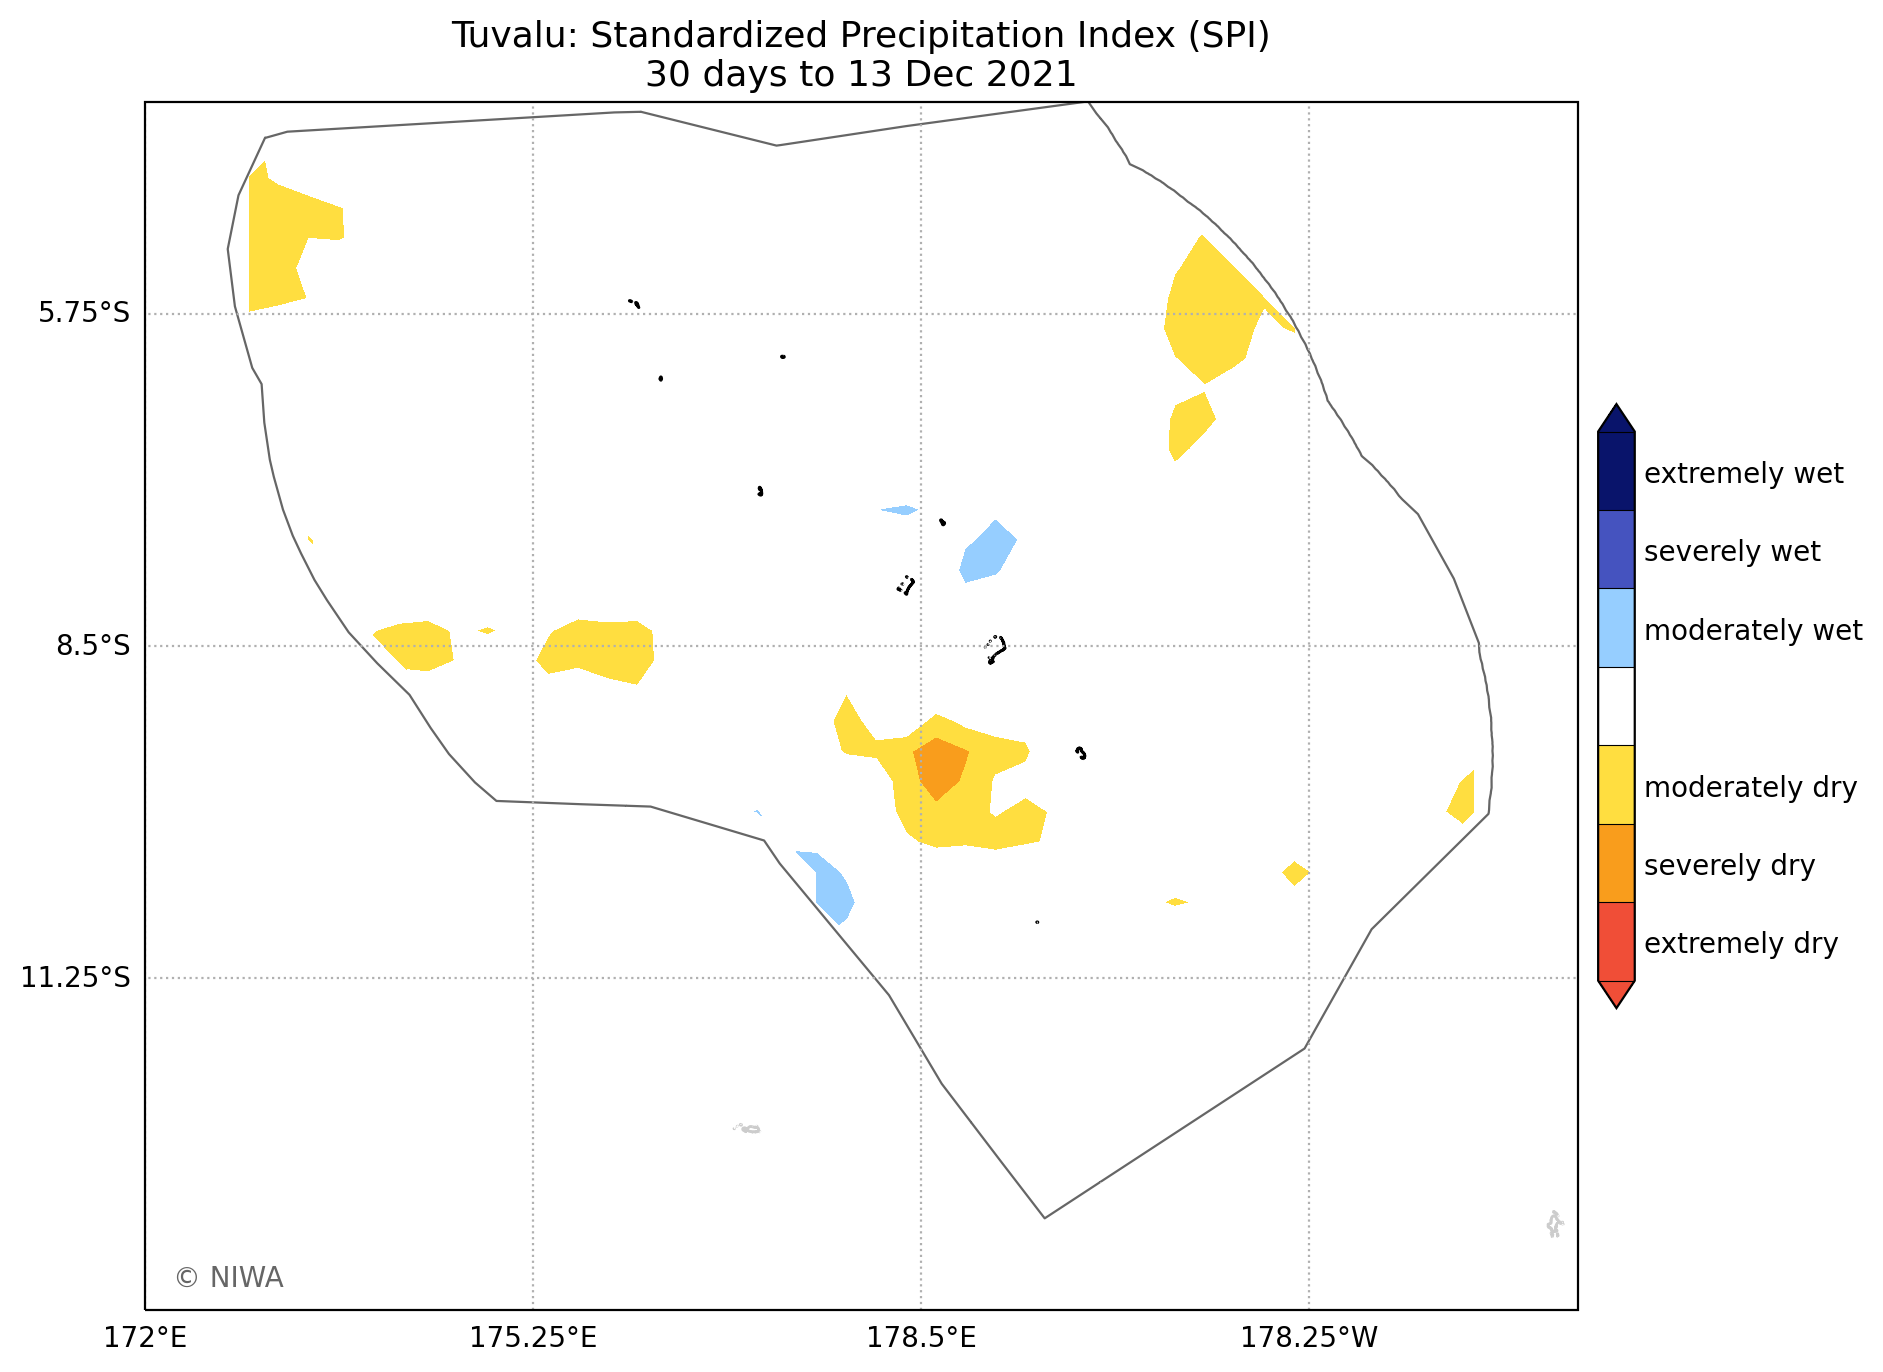 Tuvalu: Standardized Precipitation Index (SPI)
30 days to 13 Dec 2021
5.75°S
8.5°S
11.25°S
172°E
175.25°E
178.5°E
178.25°W
extremely wet
severely wet
moderately wet
moderately dry
severely dry
extremely dry
© NIWA